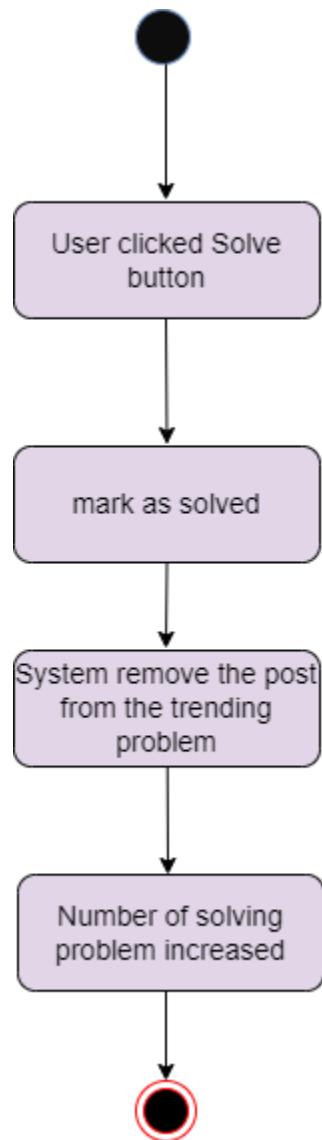 User clicked Solve
button
mark as solved
System remove the post
from the trending
problem
Number of solving
problem increased